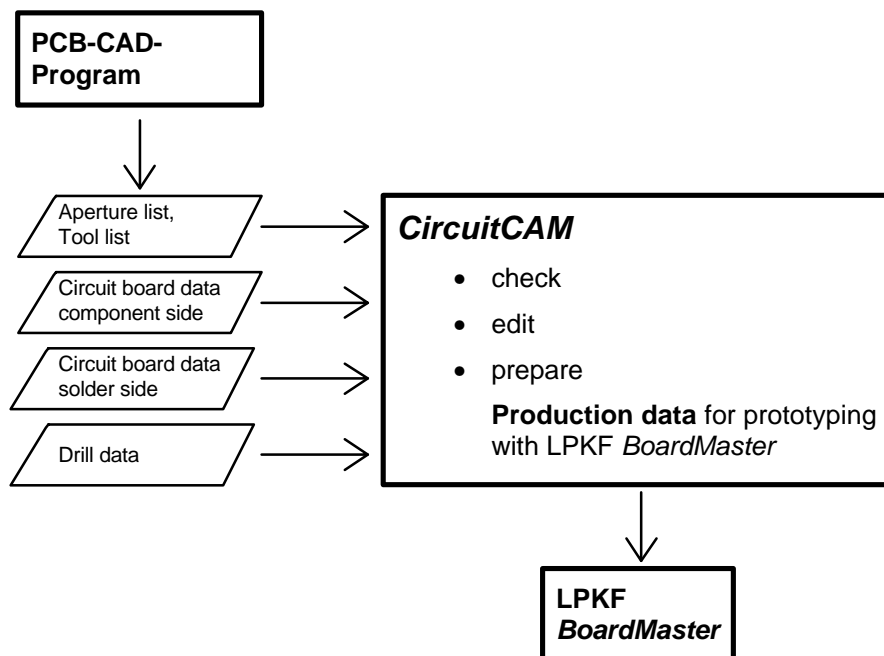 PCB-CAD-
Program
Aperture list,
Tool list
Circuit board data
component side
Circuit board data
solder side
Drill data
CircuitCAM
• check
• edit
• prepare
Production data for prototyping
with LPKF BoardMaster
LPKF
BoardMaster